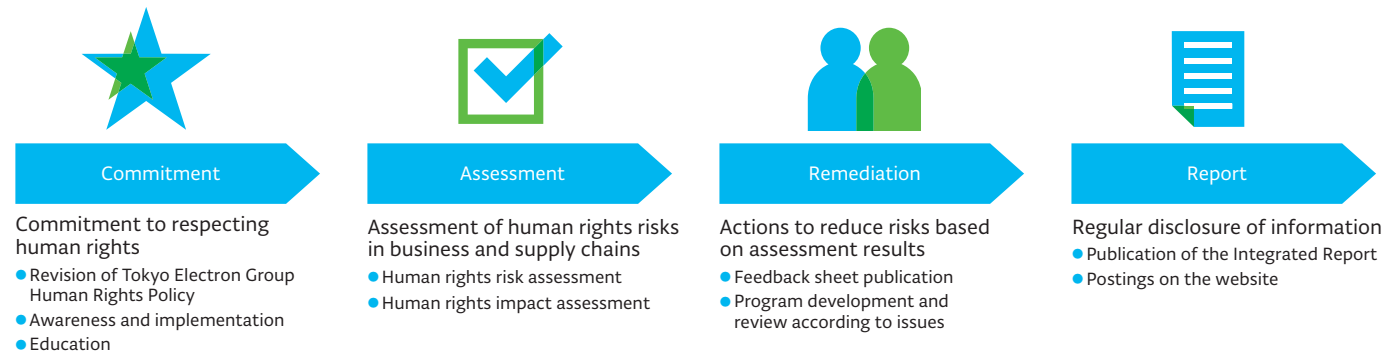 Commitment
Commitment to respecting
human rights
● Revision of Tokyo Electron Group
Human Rights Policy
● Awareness and implementation
● Education
Assessment
Assessment of human rights risks
in business and supply chains
● Human rights risk assessment
● Human rights impact assessment
Remediation
Actions to reduce risks based
on assessment results
● Feedback sheet publication
● Program development and
review according to issues
Report
Regular disclosure of information
● Publication of the Integrated Report
● Postings on the website